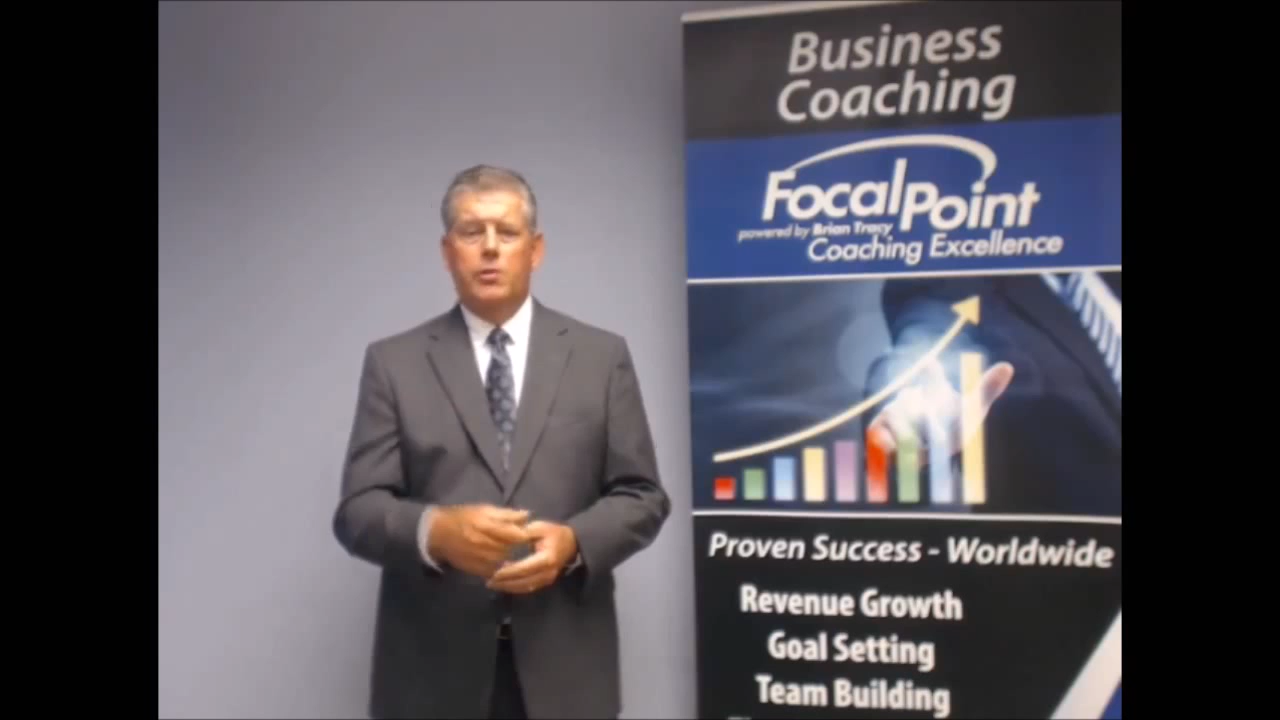 Business
Coaching
FocalPoint
powered by Brian Tracy
Coaching Excellence
Proven Success - Worldwide
Revenue Growth
Goal Setting
Team Building